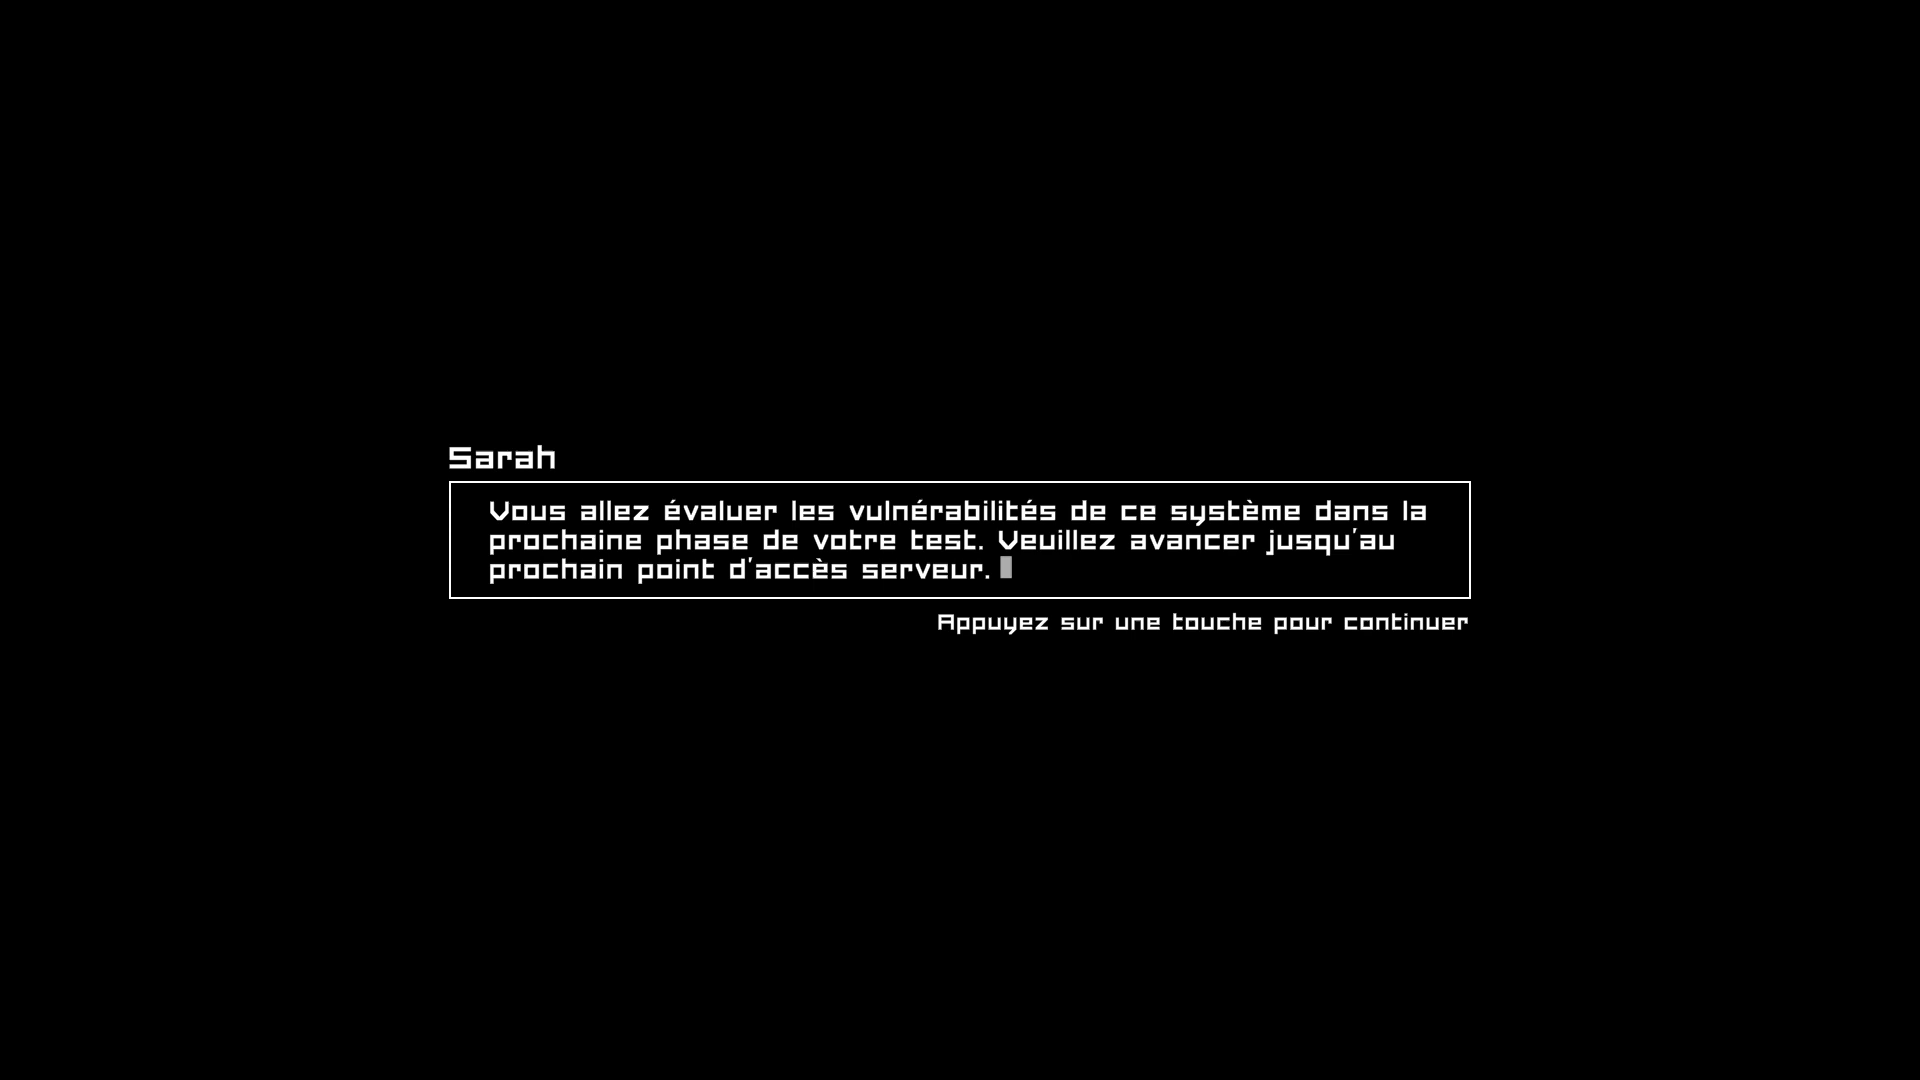 Sarah
Vous allez évaluer les vulnérabilités de ce système dans la
prochaine phase de votre test. Veuillez avancer jusqu'au
prochain point d'accès serveur.
Appuyez sur une touche pour continuer